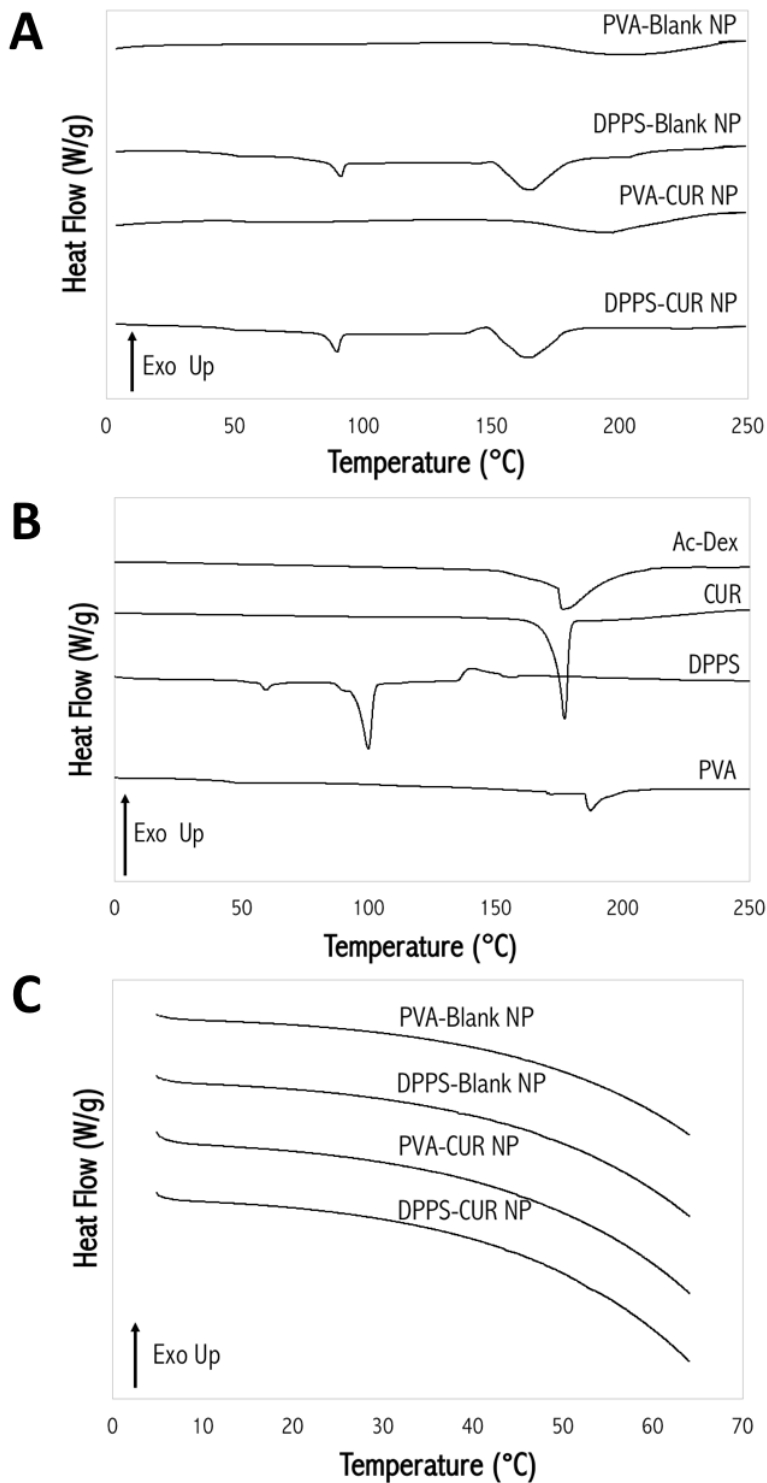 A
Heat Flow (W/g)
PVA-Blank NP
DPPS-Blank NP
PVA-CUR NP
DPPS-CUR NP
Exo Up
0 50 100 150 200 250
Temperature (°C)
B
Heat Flow (W/g)
Ac-Dex
CUR
DPPS
PVA
Exo Up
0 50 100 150 200 250
Temperature (°C)
C
Heat Flow (W/g)
PVA-Blank NP
DPPS-Blank NP
PVA-CUR NP
DPPS-CUR NP
Exo Up
0 10 20 30 40 50 60 70
Temperature (°C)